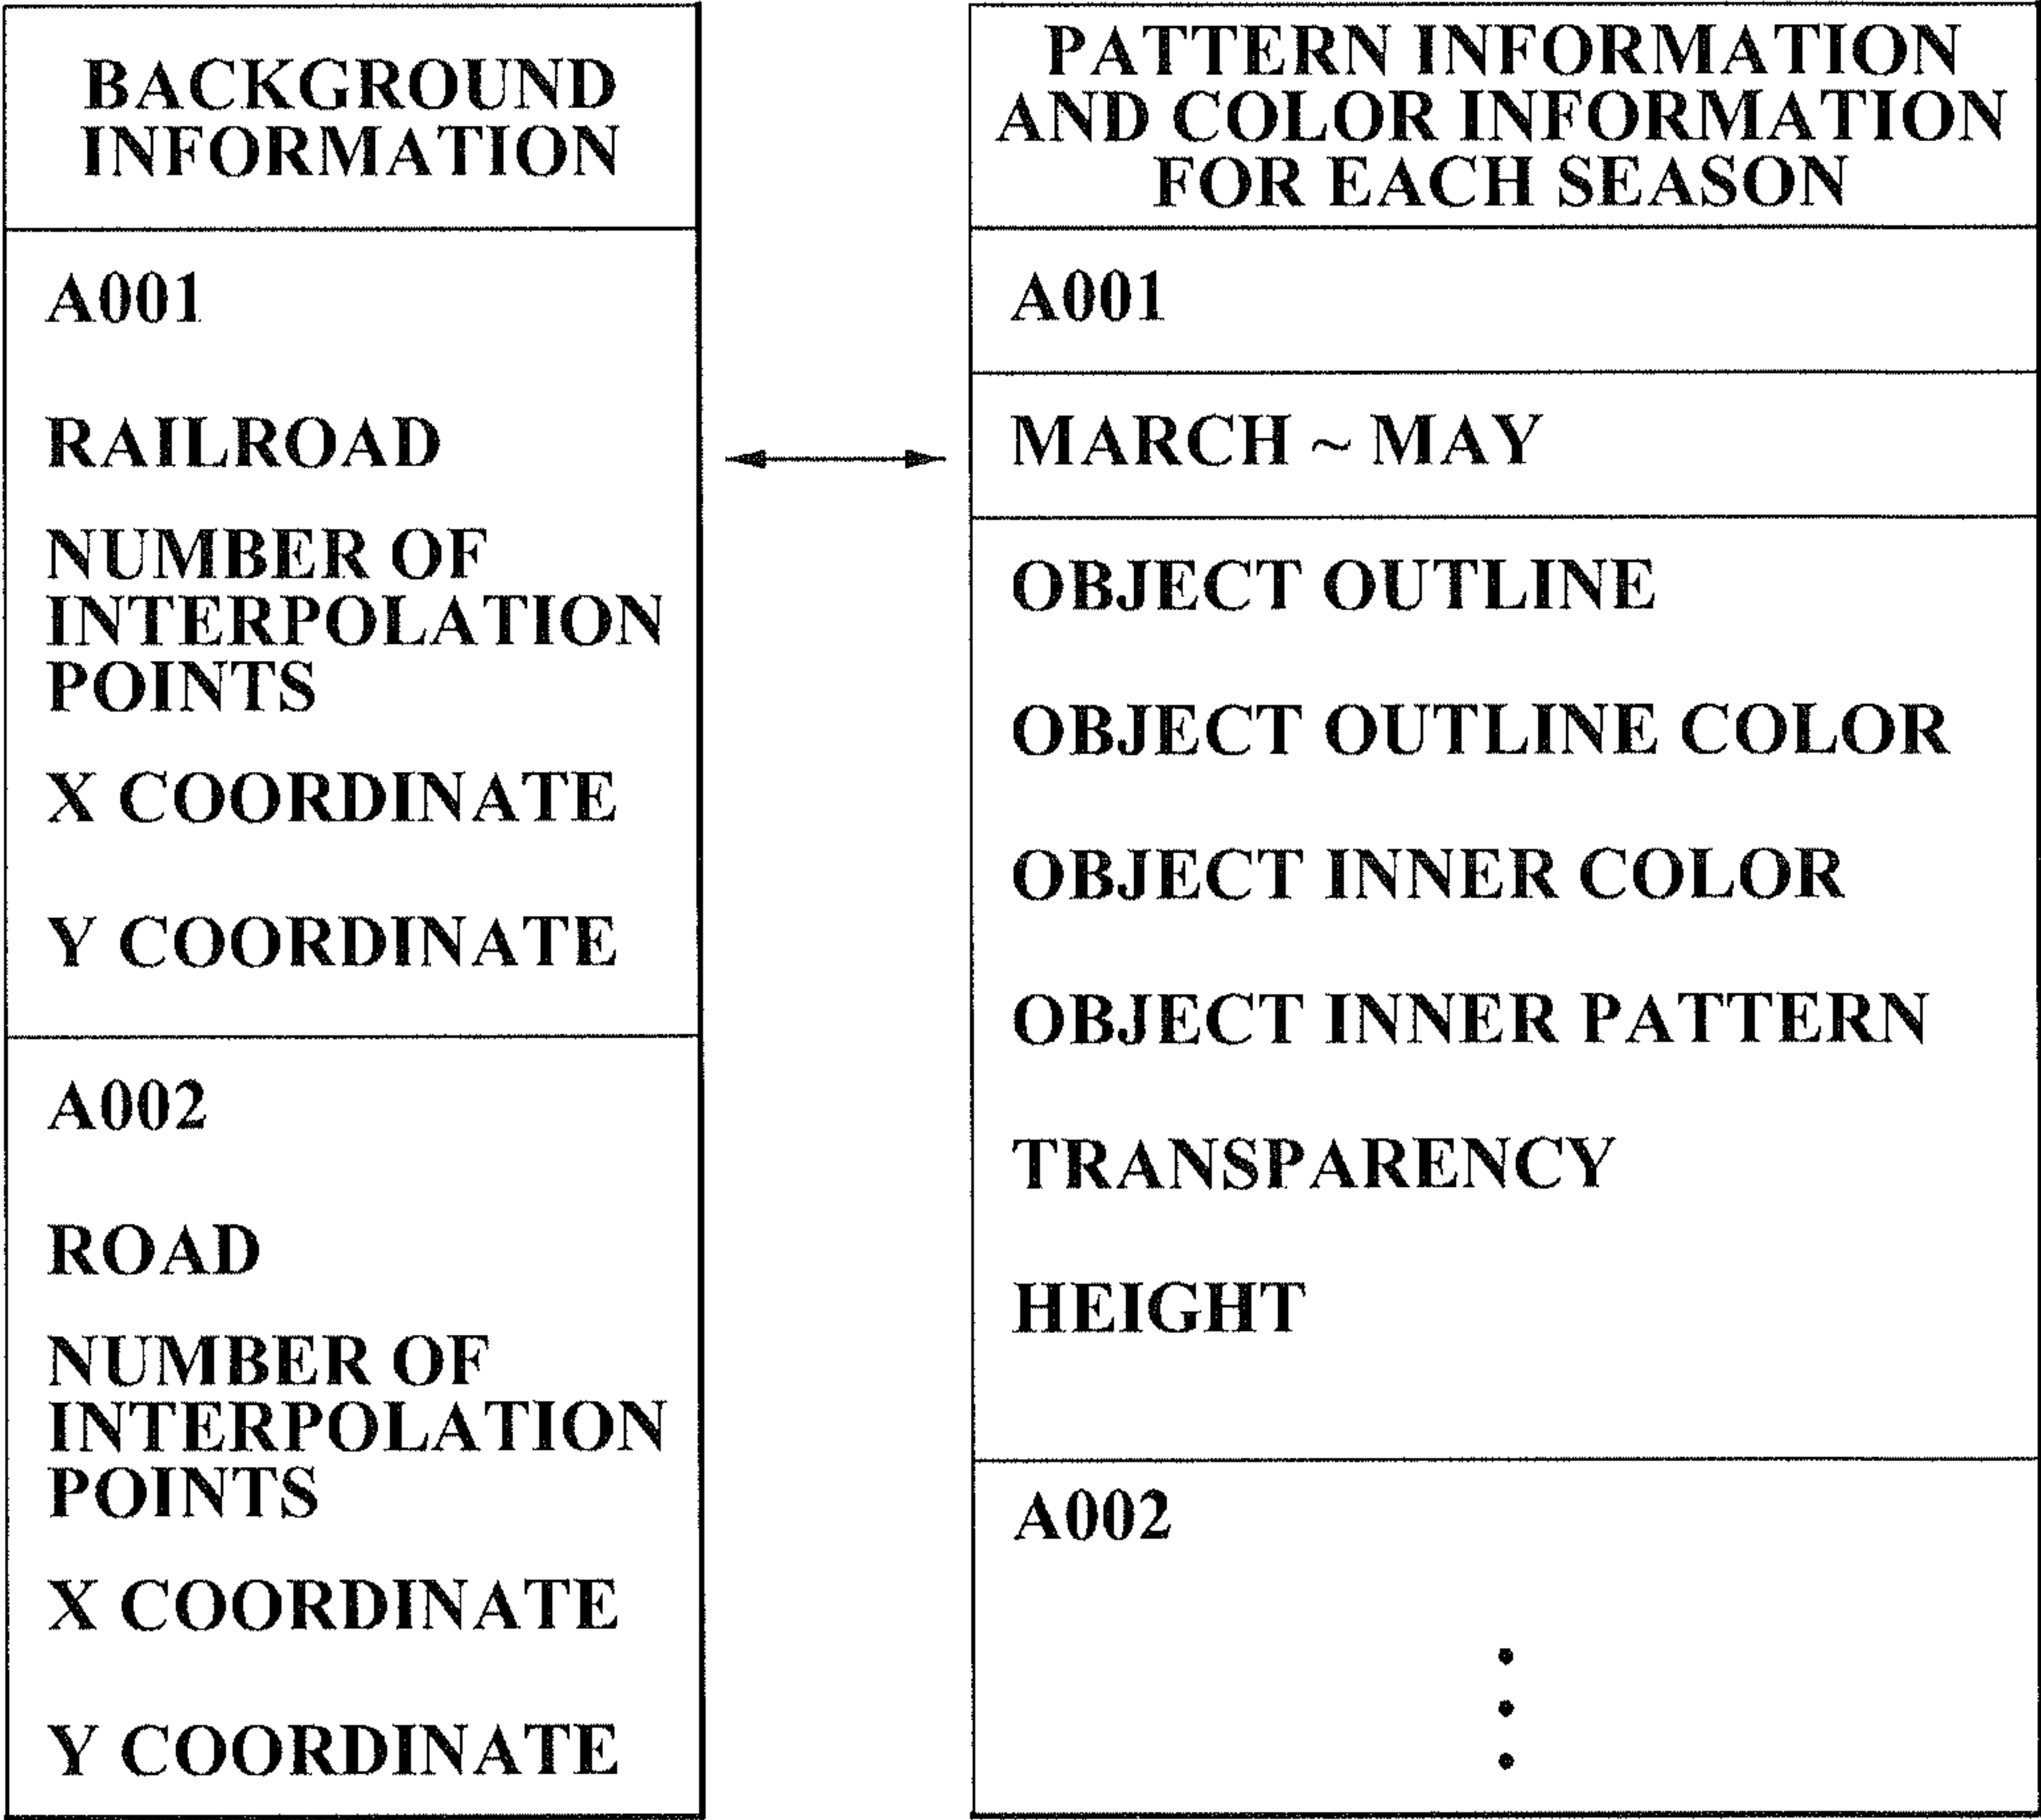 BACKGROUND
INFORMATION
A001
RAILROAD
NUMBER OF
INTERPOLATION
POINTS
X COORDINATE
Y COORDINATE
A002
ROAD
NUMBER OF
INTERPOLATION
POINTS
X COORDINATE
Y COORDINATE
PATTERN INFORMATION
AND COLOR INFORMATION
FOR EACH SEASON
A001
MARCH ~ MAY
OBJECT OUTLINE
OBJECT OUTLINE COLOR
OBJECT INNER COLOR
OBJECT INNER PATTERN
TRANSPARENCY
HEIGHT
A002